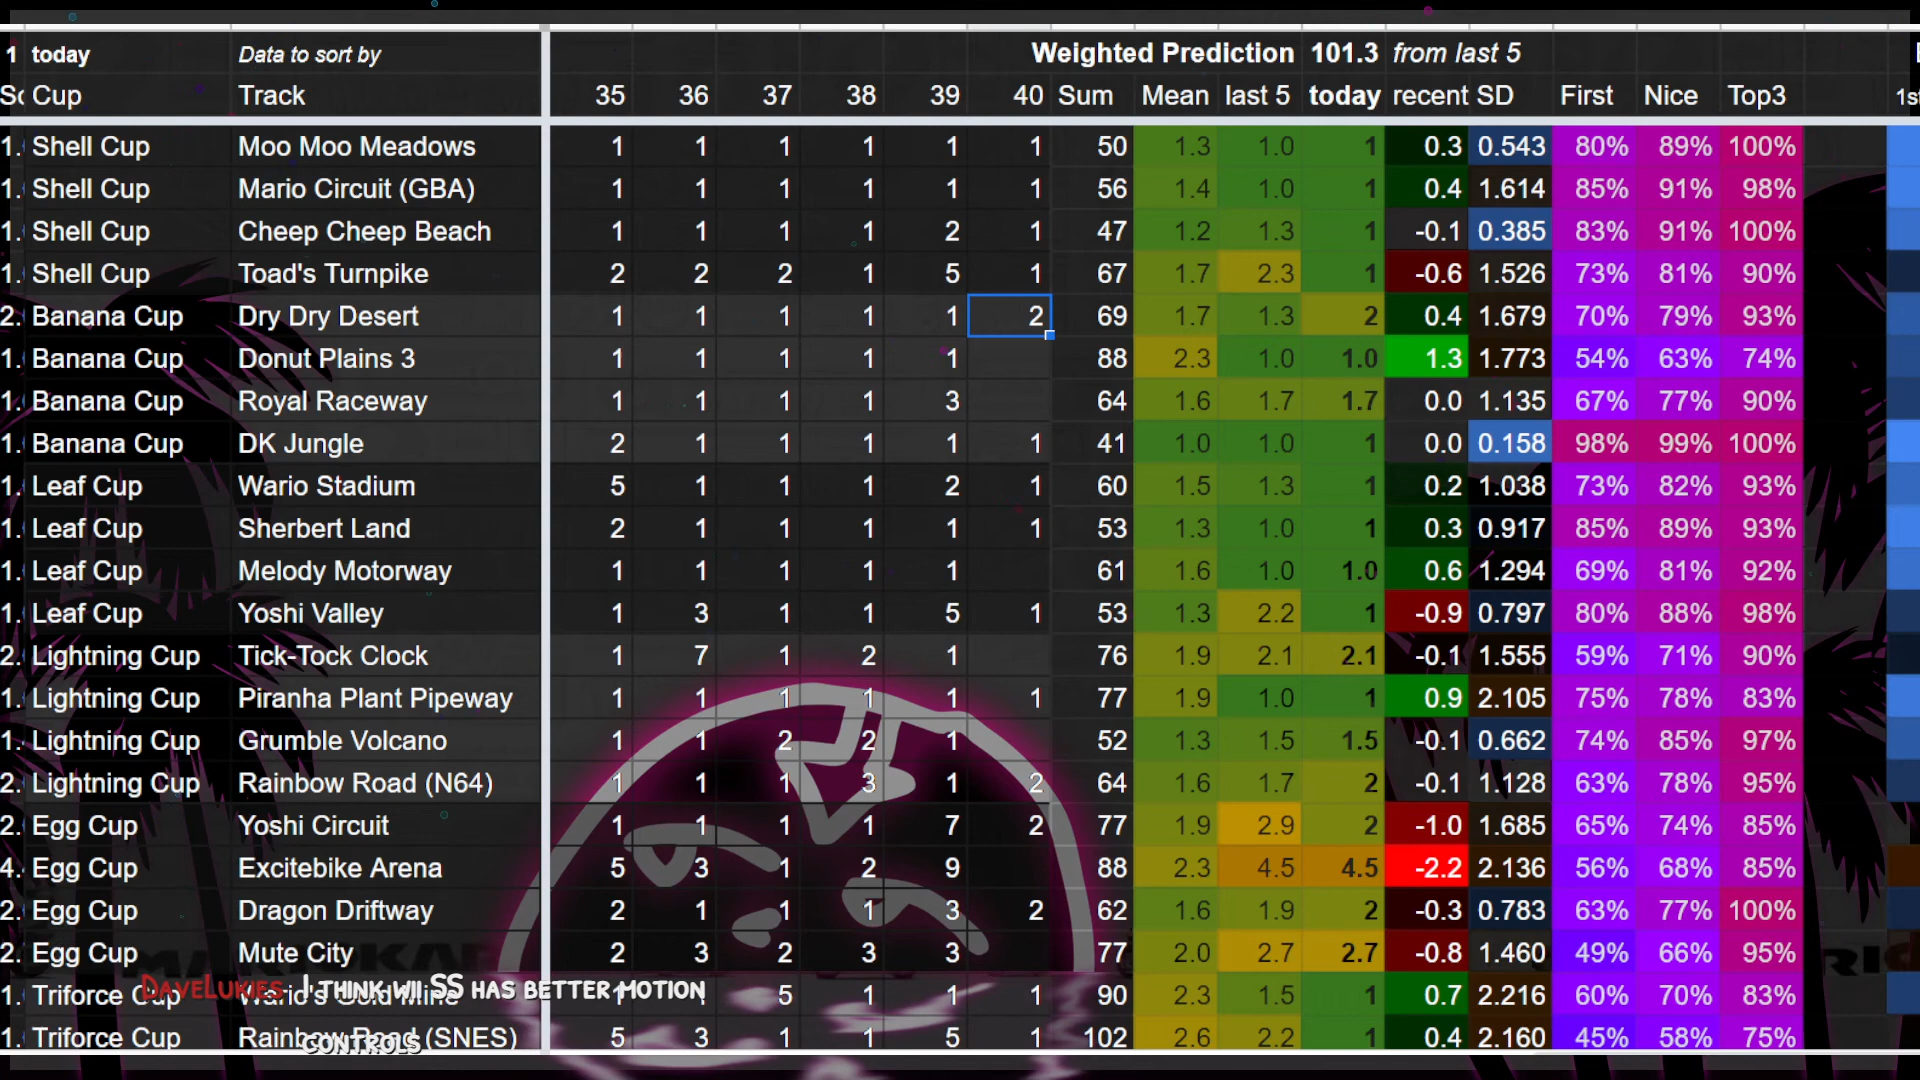 Weighted Prediction 101.3 from last 5
1 today Data to sort by
Cup Track 35 36 37 38 39 40 Sum Mean last 5 today recent SD First Nice Top3
1. Shell Cup Moo Moo Meadows 1 1 1 1 1 1 50 1.3 1.0 1 0.3 0.543 80% 89% 100%
1. Shell Cup Mario Circuit (GBA) 1 1 1 1 1 1 56 1.4 1.0 1 0.4 1.614 85% 91% 98%
1. Shell Cup Cheep Cheep Beach 1 1 1 1 2 1 47 1.2 1.3 1 -0.1 0.385 83% 91% 100%
1. Shell Cup Toad's Turnpike 2 2 2 1 5 1 67 1.7 2.3 1 -0.6 1.526 73% 81% 90%
2. Banana Cup Dry Dry Desert 1 1 1 1 1 2 69 1.7 1.3 2 0.4 1.679 70% 79% 93%
1. Banana Cup Donut Plains 3 1 1 1 1 1 88 2.3 1.0 1.0 1.3 1.773 54% 63% 74%
1. Banana Cup Royal Raceway 1 1 1 1 3 64 1.6 1.7 1.7 0.0 1.135 67% 77% 90%
1. Banana Cup DK Jungle 2 1 1 1 1 1 41 1.0 1.0 1 0.0 0.158 98% 99% 100%
1. Leaf Cup Wario Stadium 5 1 1 1 2 1 60 1.5 1.3 1 0.2 1.038 73% 82% 93%
1. Leaf Cup Sherbert Land 2 1 1 1 1 1 53 1.3 1.0 1 0.3 0.917 85% 89% 93%
1. Leaf Cup Melody Motorway 1 1 1 1 1 61 1.6 1.0 1.0 0.6 1.294 69% 81% 92%
1. Leaf Cup Yoshi Valley 1 3 1 1 5 1 53 1.3 2.2 1 -0.9 0.797 80% 88% 98%
2. Lightning Cup Tick-Tock Clock 1 7 1 2 1 76 1.9 2.1 2.1 -0.1 1.555 59% 71% 90%
1. Lightning Cup Piranha Plant Pipeway 1 1 1 1 1 1 77 1.9 1.0 1 0.9 2.105 75% 78% 83%
1. Lightning Cup Grumble Volcano 1 1 2 2 1 52 1.3 1.5 1.5 -0.1 0.662 74% 85% 97%
2. Lightning Cup Rainbow Road (N64) 1 1 1 3 1 2 64 1.6 1.7 2 -0.1 1.128 63% 78% 95%
2. Egg Cup Yoshi Circuit 1 1 1 1 7 2 77 1.9 2.9 2 -1.0 1.685 65% 74% 85%
4. Egg Cup Excitebike Arena 5 3 1 2 9 88 2.3 4.5 4.5 -2.2 2.136 56% 68% 85%
2. Egg Cup Dragon Driftway 2 1 1 1 3 2 62 1.6 1.9 2 -0.3 0.783 63% 77% 100%
2. Egg Cup Mute City 2 3 2 3 3 77 2.0 2.7 2.7 -0.8 1.460 49% 66% 95%
1. Triforce Cup 5 1 1 1 90 2.3 1.5 1 0.7 2.216 60% 70% 83%
DaveLukies I think wii SS has better motion
controls
1. Triforce Cup Rainbow Road (SNES) 5 3 1 1 5 1 102 2.6 2.2 1 0.4 2.160 45% 58% 75%